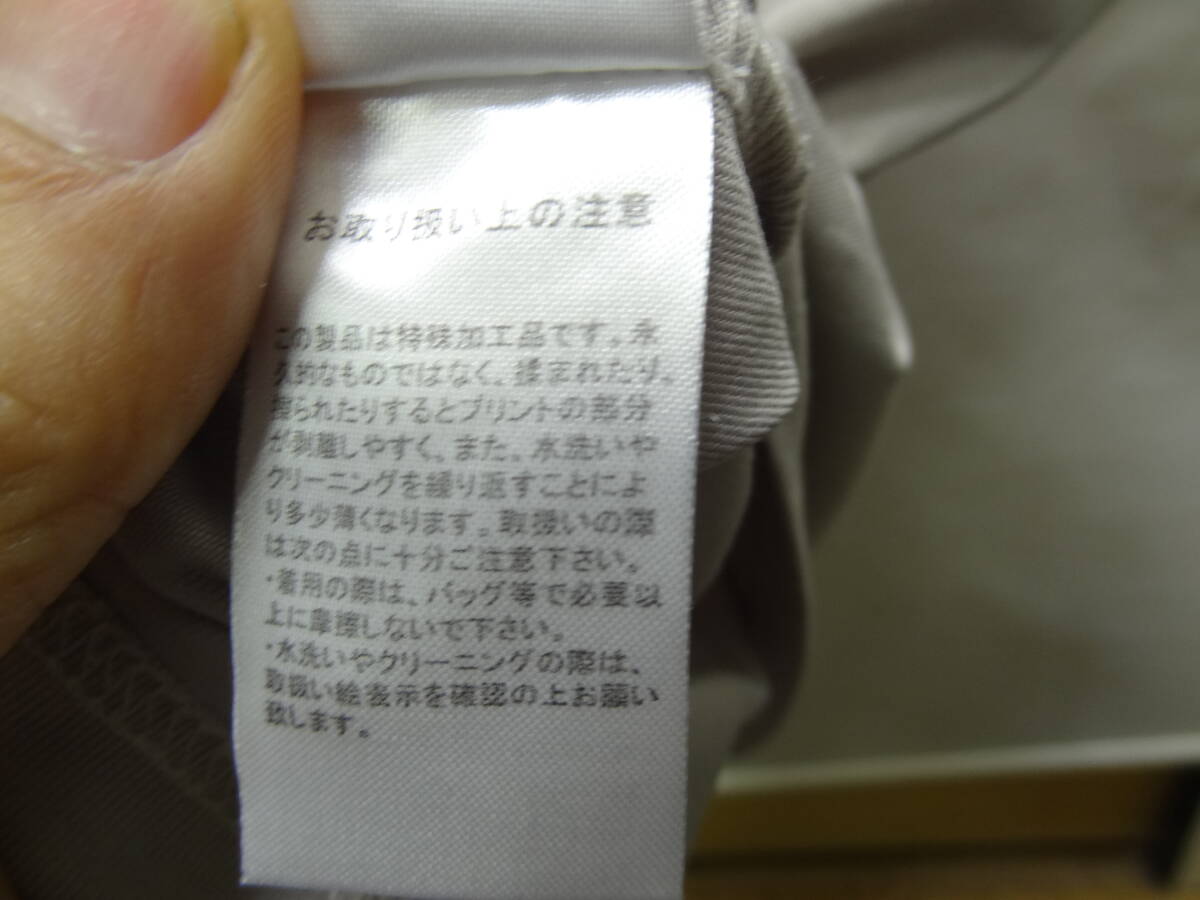 お取り扱い上の注意
この製品は特殊加工品です。永
久的なものではなく、揉まれたり、
擦られたりするとプリントの部分
が剥離しやすく、また、水洗いや
クリーニングを繰り返すことによ
り多少薄くなります。取扱いの際
は次の点に十分ご注意下さい。
・着用の際は、バッグ等で必要以
上に摩擦しないで下さい。
・水洗いやクリーニングの際は、
取扱い絵表示を確認の上お願い
致します。